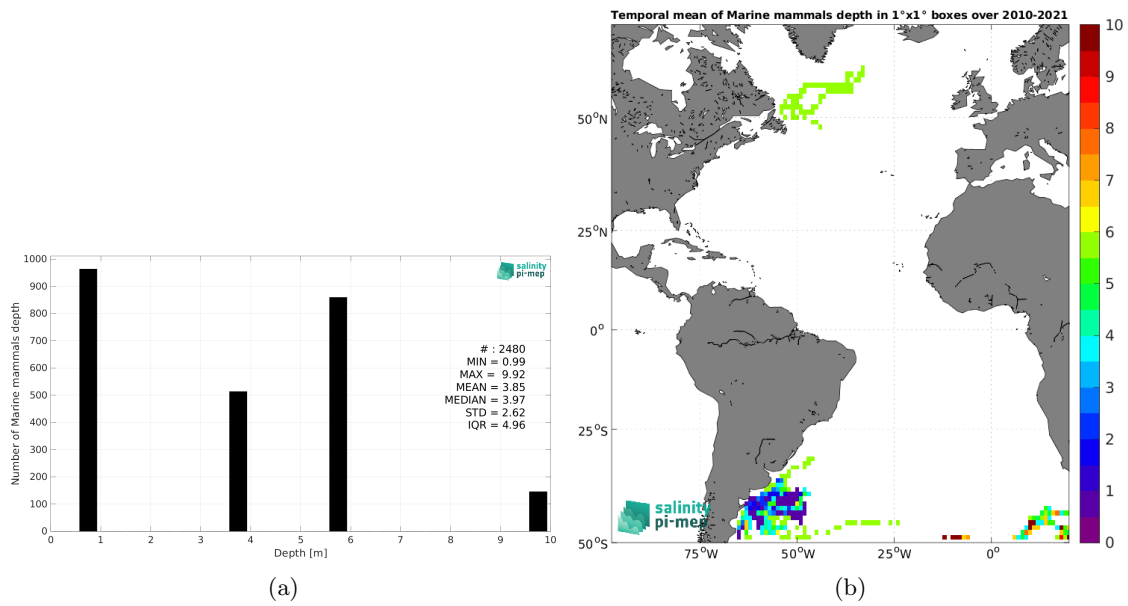 1000
900
800
700
600
500
400
300
200
100
0
Number of Marine mammals depth
0 1 2 3 4 5 6 7 8 9 10
Depth [m]
salinity
pi-mep
# : 2480
MIN = 0.99
MAX = 9.92
MEAN = 3.85
MEDIAN = 3.97
STD = 2.62
IQR = 4.96
(a)
Temporal mean of Marine mammals depth in 1°x1° boxes over 2010-2021
50°N
25°N
0°
25°S
50°S
75°W 50°W 25°W 0°
salinity
pi-mep
10
9
8
7
6
5
4
3
2
1
0
(b)